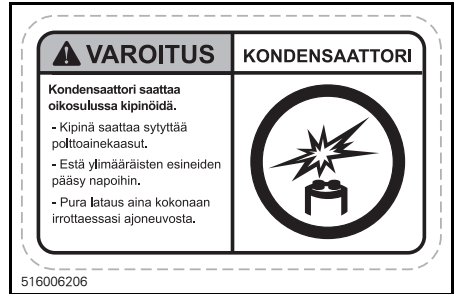 VAROITUS
KONDENSAATTORI
Kondensaattori saattaa
oikosulussa kipinöidä.
- Kipinä saattaa sytyttää
polttoainekaasut.
- Estä ylimääräisten esineiden
pääsy napoihin.
- Pura lataus aina kokonaan
irrottaessasi ajoneuvosta.
516006206